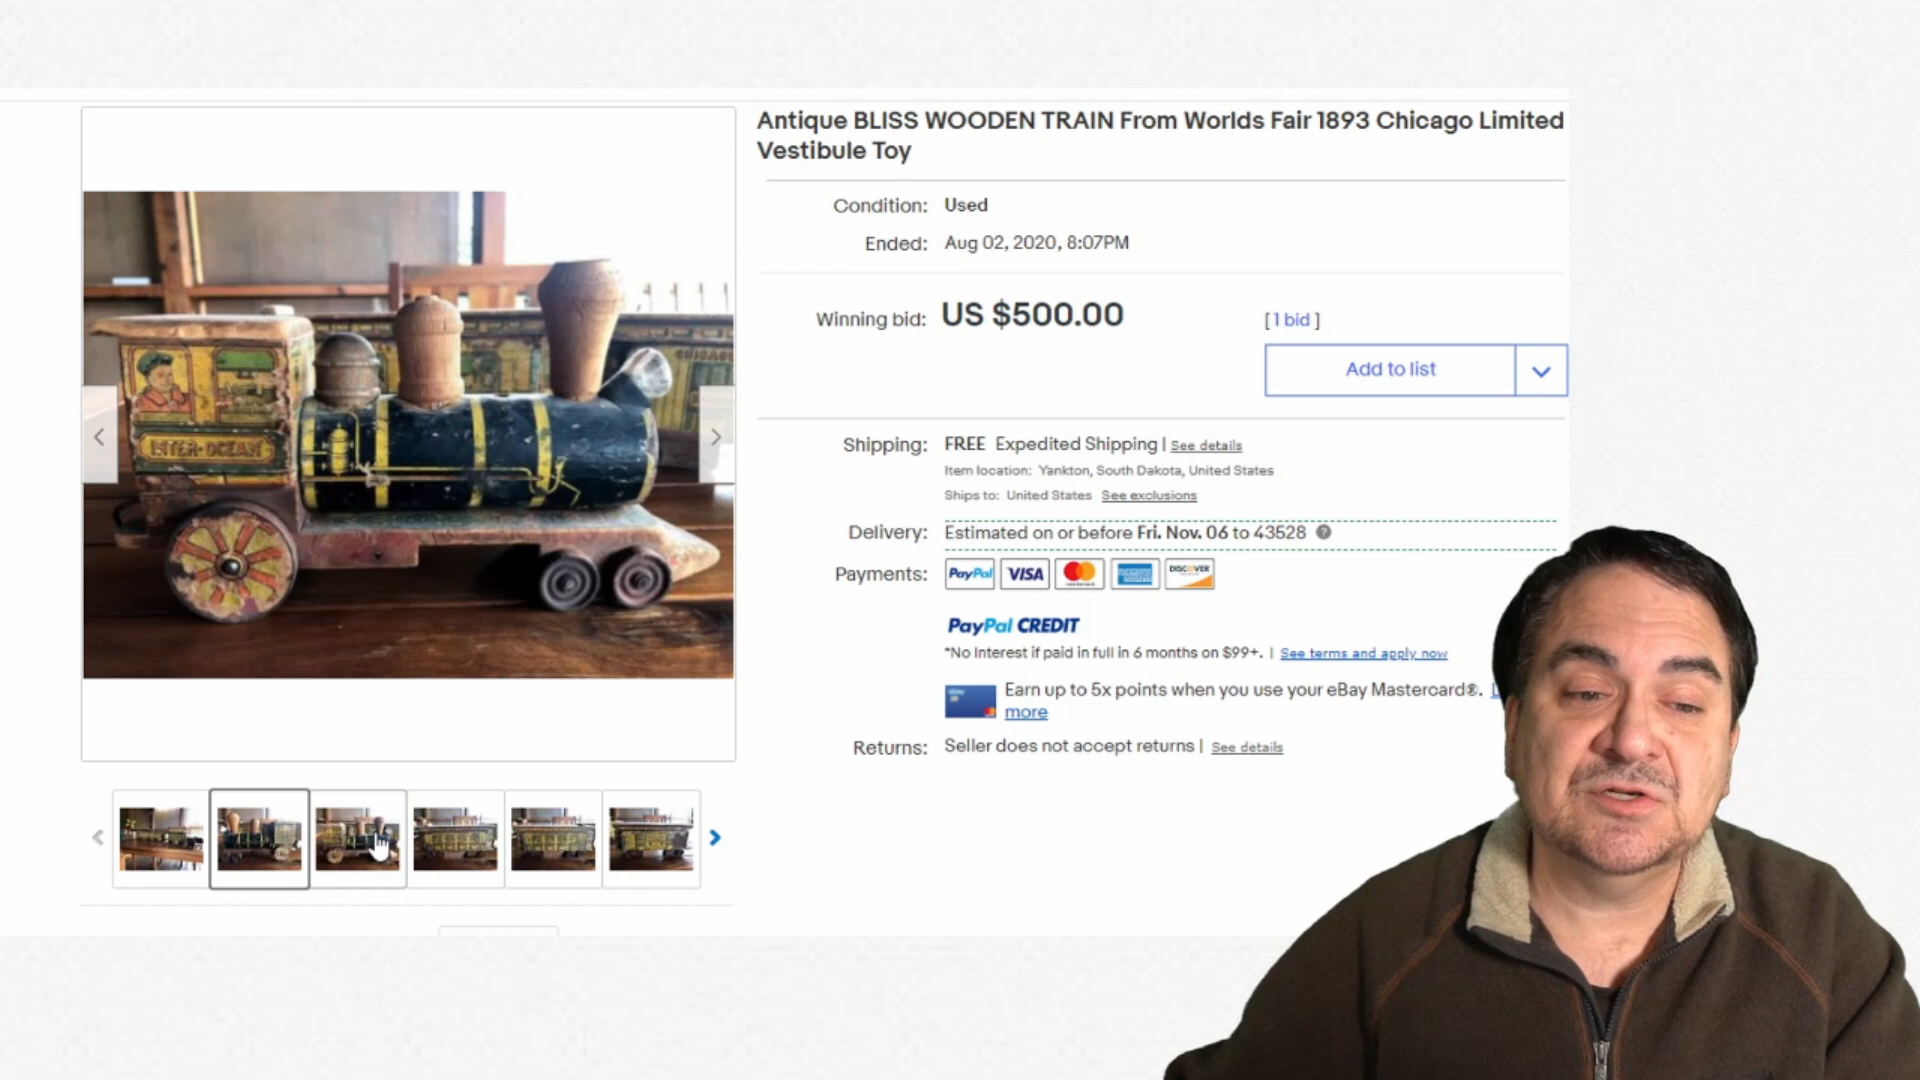 Antique BLISS WOODEN TRAIN From Worlds Fair 1893 Chicago Limited
Vestibule Toy
Condition: Used
Ended: Aug 02, 2020, 8:07PM
Winning bid: US $500.00 [ 1 bid ]
Add to list
Shipping: FREE Expedited Shipping | See details
Item location: Yankton, South Dakota, United States
Ships to: United States See exclusions
Delivery: Estimated on or before Fri. Nov. 06 to 43528
Payments: PayPal VISA DISCOVER
PayPal CREDIT
*No Interest if paid in full in 6 months on $99+. | See terms and apply now
Earn up to 5x points when you use your eBay Mastercard®.
more
Returns: Seller does not accept returns | See details
INTER-OCEAN
CHICAGO